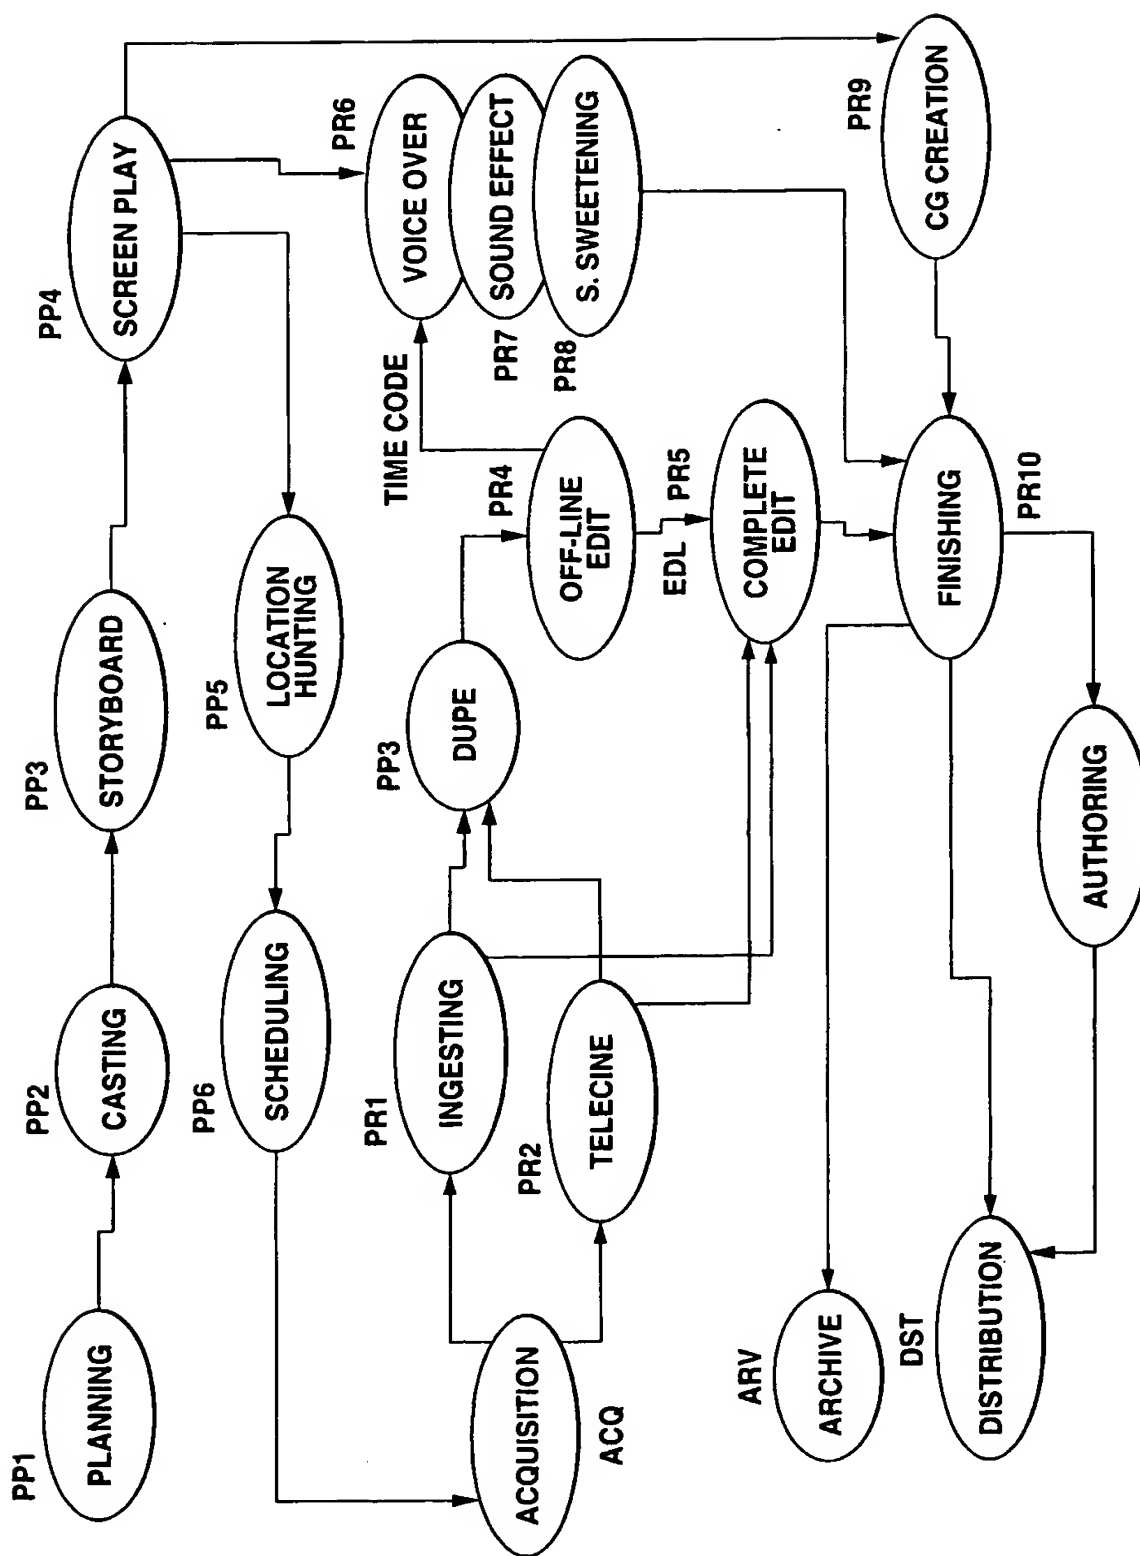 PP1
PLANNING
PP2
CASTING
PP3
STORYBOARD
PP4
SCREEN PLAY
PP6
SCHEDULING
PP5
LOCATION
HUNTING
PR6
VOICE OVER
PR7
SOUND EFFECT
PR8
S. SWEETENING
PR9
CG CREATION
TIME CODE
PR1
INGESTING
PP3
DUPE
PR4
OFF-LINE
EDIT
ACQUISITION
ACQ
PR2
TELECINE
EDL
PR5
COMPLETE
EDIT
ARV
ARCHIVE
FINISHING
PR10
DST
DISTRIBUTION
AUTHORING